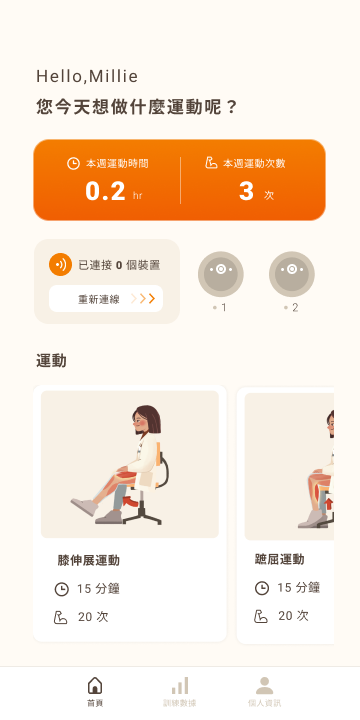 Hello,Millie
您今天想做什麼運動呢？
本週運動時間
0.2 hr
本週運動次數
3 次
已連接 0 個裝置
重新連線
1
2
運動
膝伸展運動
15 分鐘
20 次
蹠屈運動
15 分鐘
20 次
首頁
訓練數據
個人資訊